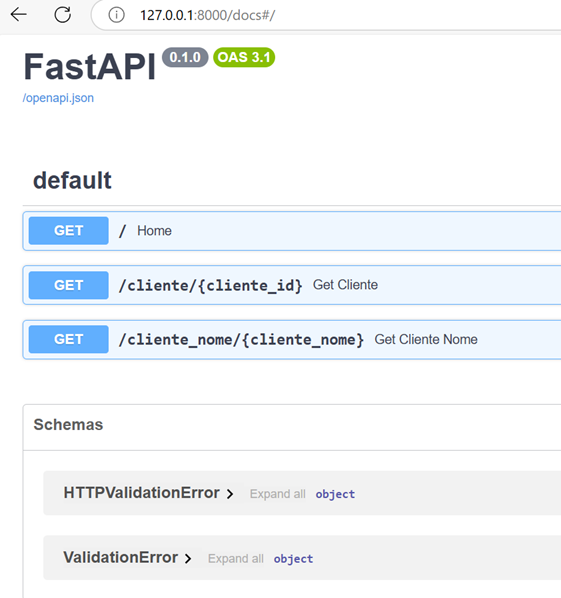 127.0.0.1:8000/docs#/
FastAPI 0.1.0 OAS 3.1
/openapi.json
default
GET / Home
GET /cliente/{cliente_id} Get Cliente
GET /cliente_nome/{cliente_nome} Get Cliente Nome
Schemas
HTTPValidationError Expand all object
ValidationError Expand all object